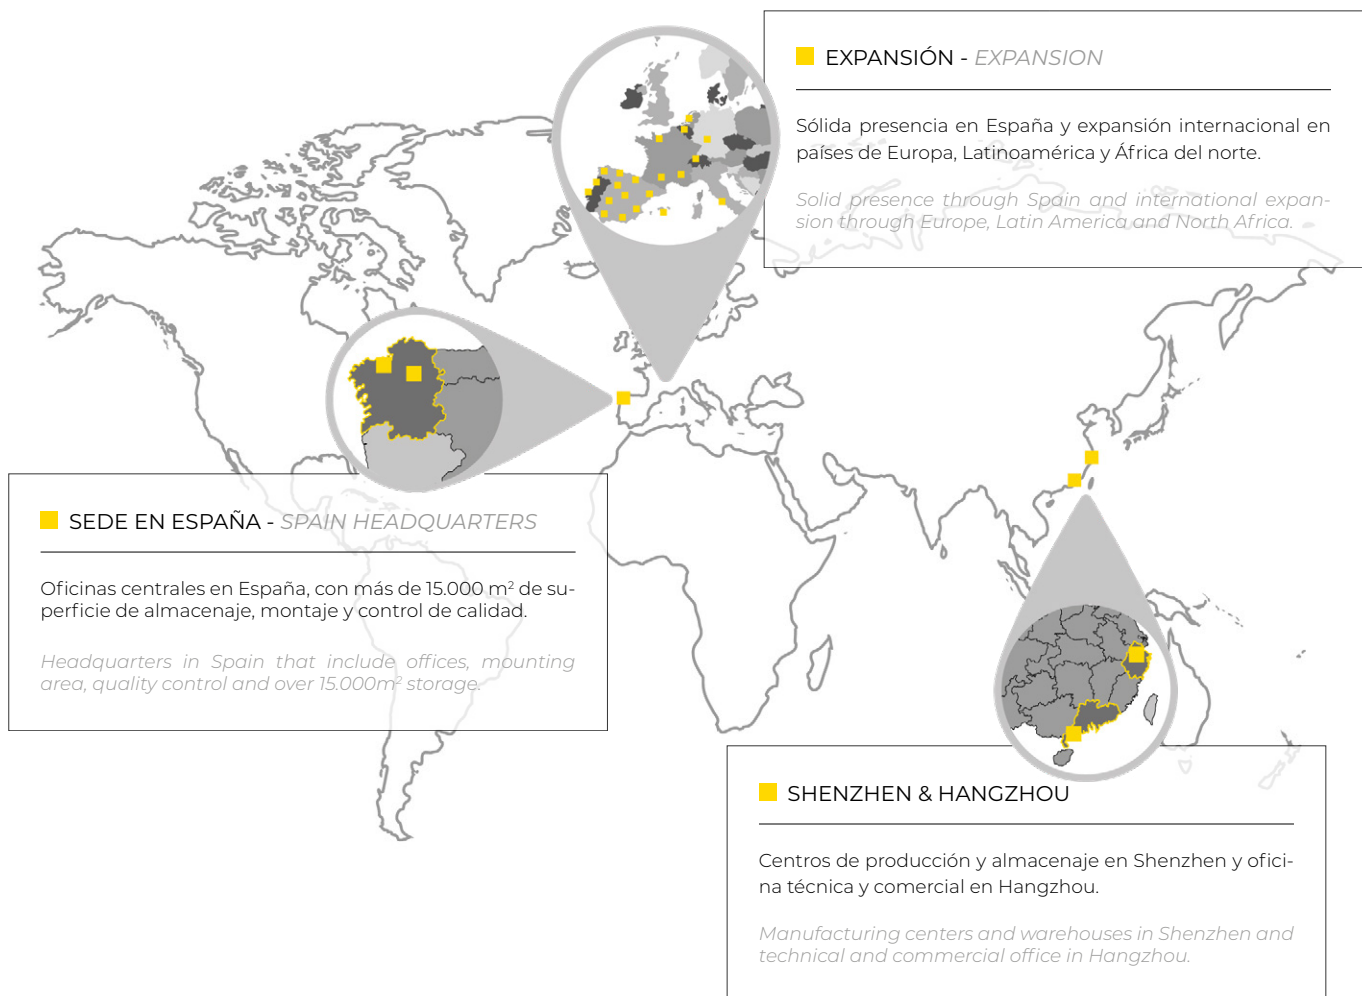 EXPANSIÓN - EXPANSION
Sólida presencia en España y expansión internacional en
países de Europa, Latinoamérica y África del norte.
Solid presence through Spain and international expan-
sion through Europe, Latin America and North Africa.
SEDE EN ESPAÑA - SPAIN HEADQUARTERS
Oficinas centrales en España, con más de 15.000 m² de su-
perficie de almacenaje, montaje y control de calidad.
Headquarters in Spain that include offices, mounting
area, quality control and over 15.000m² storage.
SHENZHEN & HANGZHOU
Centros de producción y almacenaje en Shenzhen y ofici-
na técnica y comercial en Hangzhou.
Manufacturing centers and warehouses in Shenzhen and
technical and commercial office in Hangzhou.